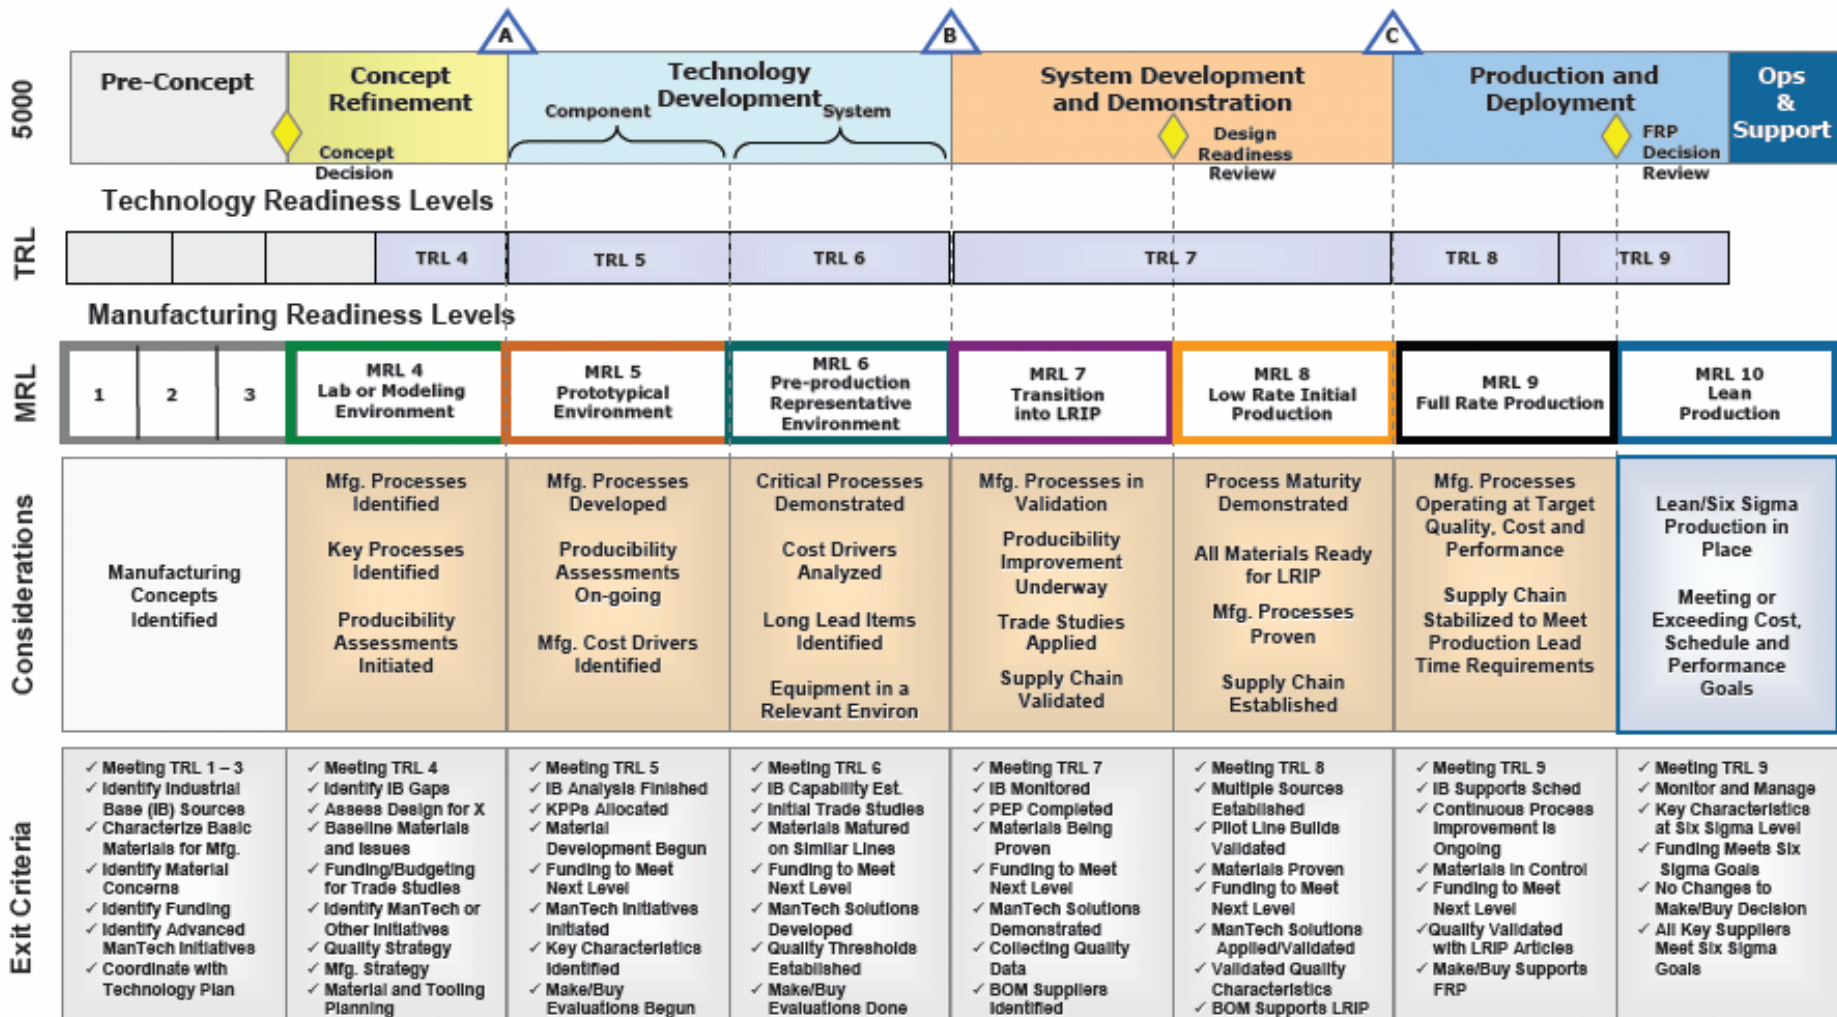 A
B
C
5000
Pre-Concept
Concept
Refinement
Concept
Decision
Technology
Development
Component
System
System Development
and Demonstration
Design
Readiness
Review
Production and
Deployment
FRP
Decision
Review
Ops
&
Support
Technology Readiness Levels
TRL
TRL 4
TRL 5
TRL 6
TRL 7
TRL 8
TRL 9
Manufacturing Readiness Levels
MRL
1
2
3
MRL 4
Lab or Modeling
Environment
MRL 5
Prototypical
Environment
MRL 6
Pre-production
Representative
Environment
MRL 7
Transition
into LRIP
MRL 8
Low Rate Initial
Production
MRL 9
Full Rate Production
MRL 10
Lean
Production
Considerations
Manufacturing
Concepts
Identified
Mfg. Processes
Identified
Key Processes
Identified
Producibility
Assessments
Initiated
Mfg. Processes
Developed
Producibility
Assessments
On-going
Mfg. Cost Drivers
Identified
Critical Processes
Demonstrated
Cost Drivers
Analyzed
Long Lead Items
Identified
Equipment in a
Relevant Environ
Mfg. Processes in
Validation
Producibility
Improvement
Underway
Trade Studies
Applied
Supply Chain
Validated
Process Maturity
Demonstrated
All Materials Ready
for LRIP
Mfg. Processes
Proven
Supply Chain
Established
Mfg. Processes
Operating at Target
Quality, Cost and
Performance
Supply Chain
Stabilized to Meet
Production Lead
Time Requirements
Lean/Six Sigma
Production in
Place
Meeting or
Exceeding Cost,
Schedule and
Performance
Goals
Exit Criteria
✓ Meeting TRL 1 – 3
✓ Identify Industrial
Base (IB) Sources
✓ Characterize Basic
Materials for Mfg.
✓ Identify Material
Concerns
✓ Identify Funding
✓ Identify Advanced
ManTech Initiatives
✓ Coordinate with
Technology Plan
✓ Meeting TRL 4
✓ Identify IB Gaps
✓ Assess Design for X
✓ Baseline Materials
and Issues
✓ Funding/Budgeting
for Trade Studies
✓ Identify ManTech or
Other Initiatives
✓ Quality Strategy
✓ Mfg. Strategy
✓ Material and Tooling
Planning
✓ Meeting TRL 5
✓ IB Analysis Finished
✓ KPPs Allocated
✓ Material
Development Begun
✓ Funding to Meet
Next Level
✓ ManTech Initiatives
Initiated
✓ Key Characteristics
Identified
✓ Make/Buy
Evaluations Begun
✓ Meeting TRL 6
✓ IB Capability Est.
✓ Initial Trade Studies
✓ Materials Matured
on Similar Lines
✓ Funding to Meet
Next Level
✓ ManTech Solutions
Developed
✓ Quality Thresholds
Established
✓ Make/Buy
Evaluations Done
✓ Meeting TRL 7
✓ IB Monitored
✓ PEP Completed
✓ Materials Being
Proven
✓ Funding to Meet
Next Level
✓ ManTech Solutions
Demonstrated
✓ Collecting Quality
Data
✓ BOM Suppliers
Identified
✓ Meeting TRL 8
✓ Multiple Sources
Established
✓ Pilot Line Builds
Validated
✓ Materials Proven
✓ Funding to Meet
Next Level
✓ ManTech Solutions
Applied/Validated
✓ Validated Quality
Characteristics
✓ BOM Supports LRIP
✓ Meeting TRL 9
✓ IB Supports Sched
✓ Continuous Process
Improvement is
Ongoing
✓ Materials in Control
✓ Funding to Meet
Next Level
✓Quality Validated
with LRIP Articles
✓ Make/Buy Supports
FRP
✓ Meeting TRL 9
✓ Monitor and Manage
✓ Key Characteristics
at Six Sigma Level
✓ Funding Meets Six
Sigma Goals
✓ No Changes to
Make/Buy Decision
✓ All Key Suppliers
Meet Six Sigma
Goals